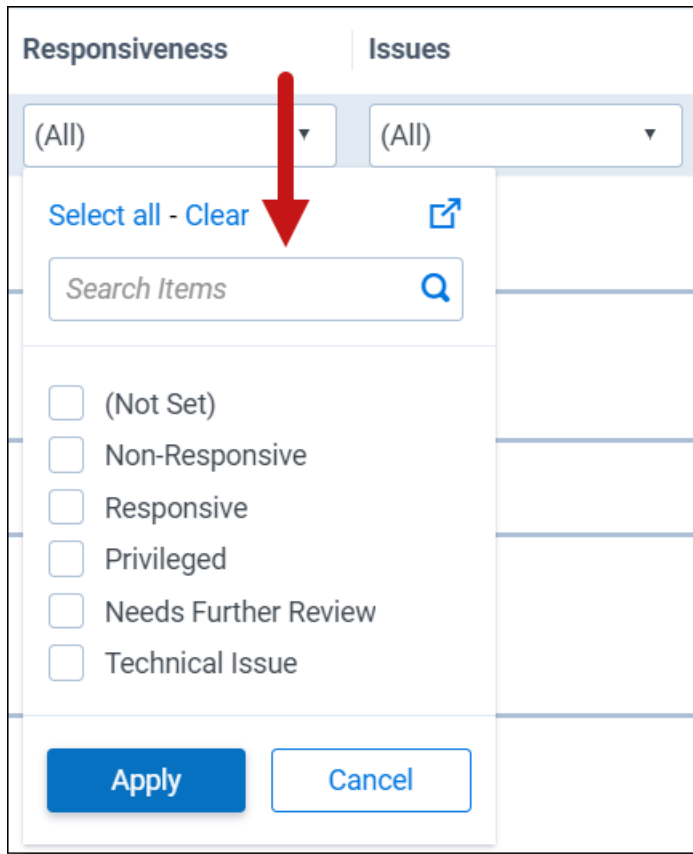 Responsiveness Issues
(All) (All)
Select all - Clear
Search Items
(Not Set)
Non-Responsive
Responsive
Privileged
Needs Further Review
Technical Issue
Apply Cancel